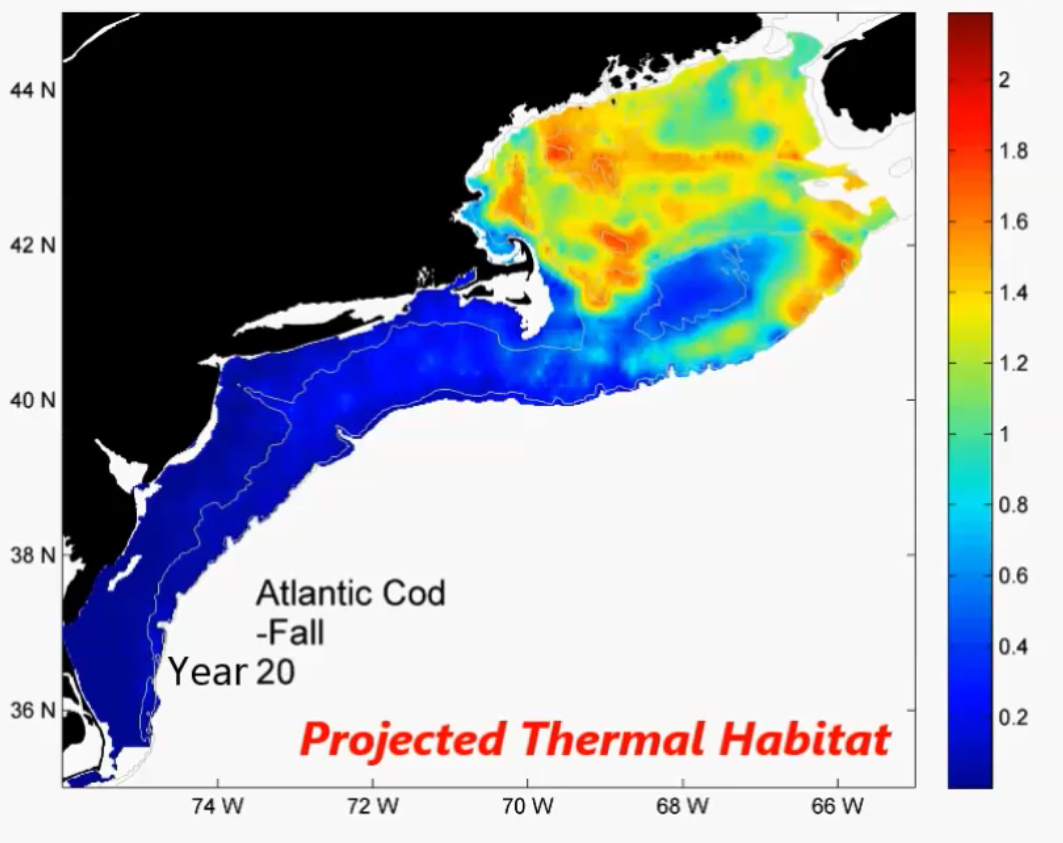 44 N
42 N
40 N
38 N
36 N
74 W
72 W
70 W
68 W
66 W
2
1.8
1.6
1.4
1.2
1
0.8
0.6
0.4
0.2
Atlantic Cod
-Fall
Year 20
Projected Thermal Habitat